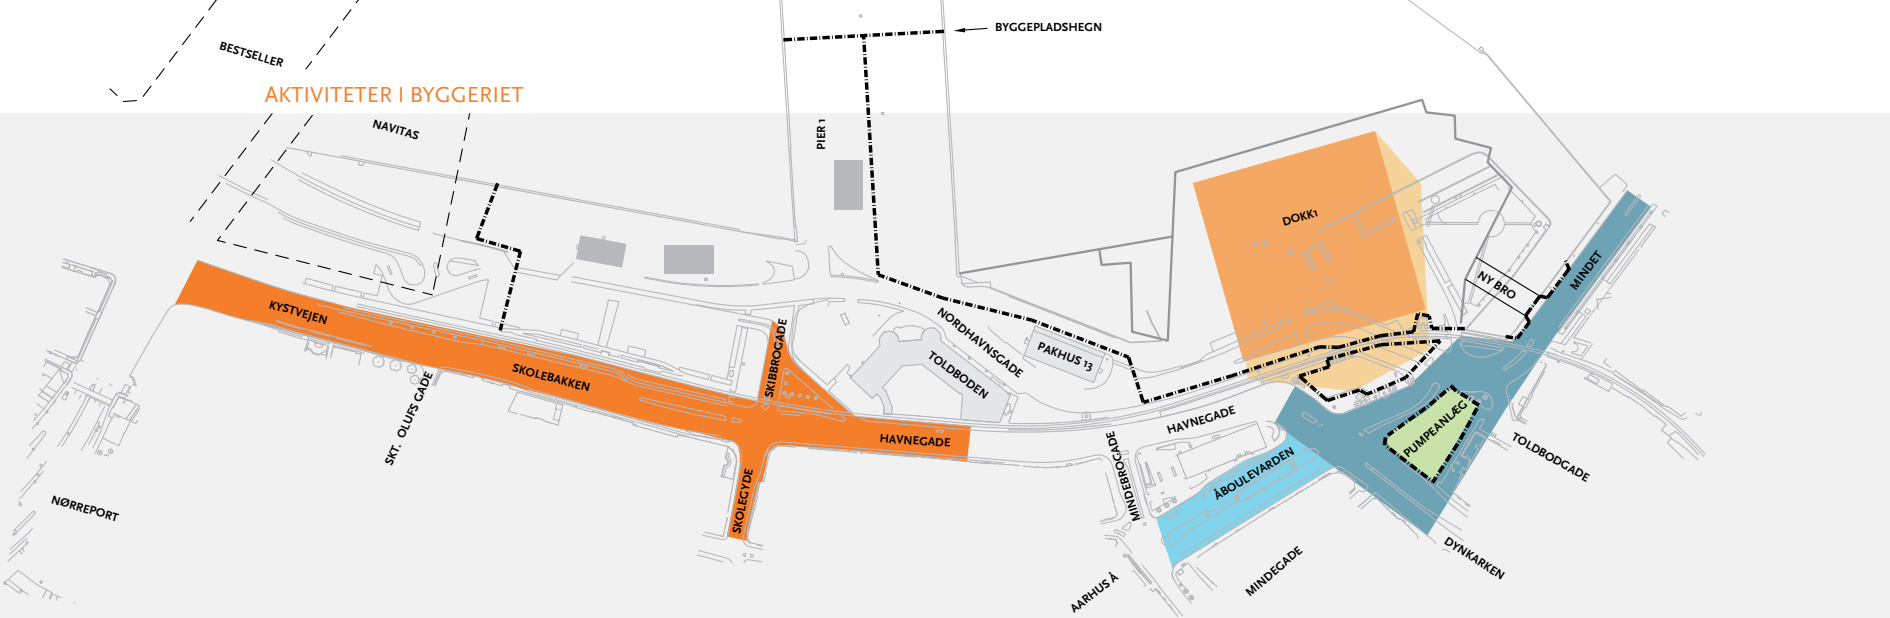 BYGGEPLADSHEGN
BESTSELLER
AKTIVITETER I BYGGERIET
NAVITAS
PIER 1
DOKK1
MINDET
NY BRO
KYSTVEJEN
NORDHAVNSGADE
PAKHUS 13
SKIBBROGADE
TOLDBODEN
SKOLEBAKKEN
SKT. OLUFS GADE
HAVNEGADE
HAVNEGADE
PUMPEANLÆG
TOLDBODGADE
MINDEBROGADE
ÅBOULEVARDEN
SKOLEGYDE
NØRREPORT
DYNKARKEN
MINDEGADE
AARHUS Å